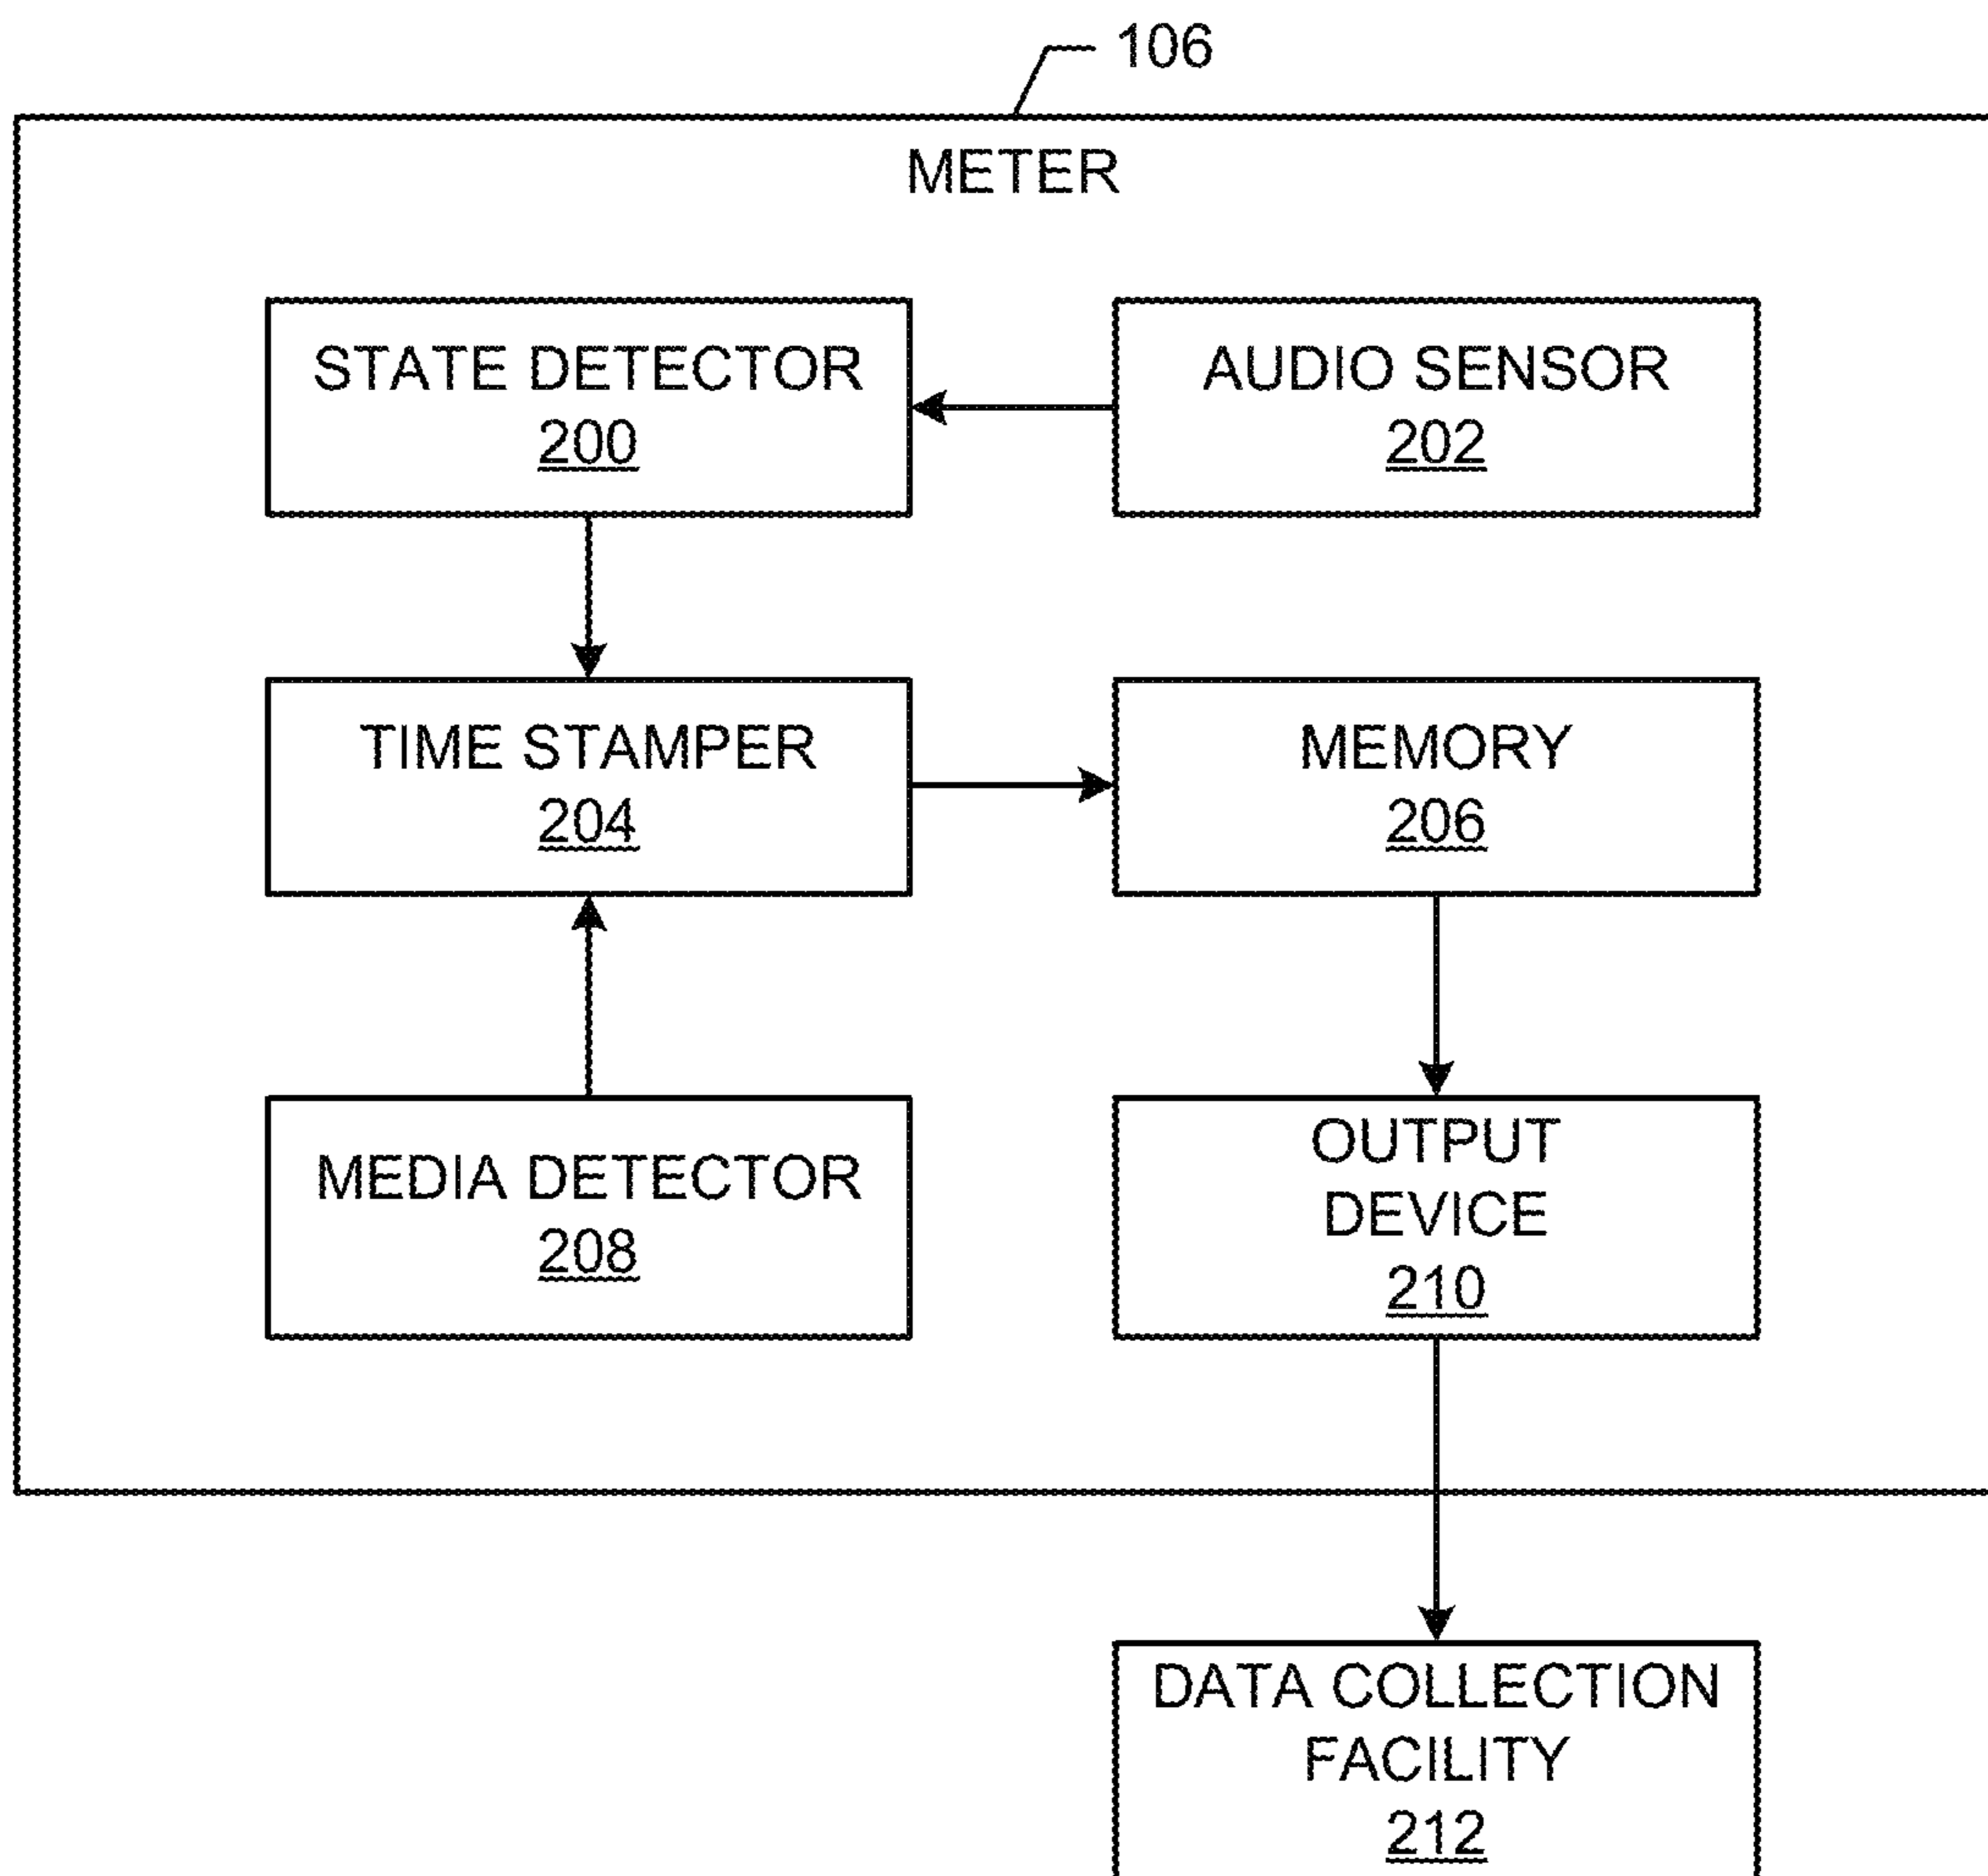 106
METER
STATE DETECTOR
200
AUDIO SENSOR
202
TIME STAMPER
204
MEMORY
206
MEDIA DETECTOR
208
OUTPUT
DEVICE
210
DATA COLLECTION
FACILITY
212